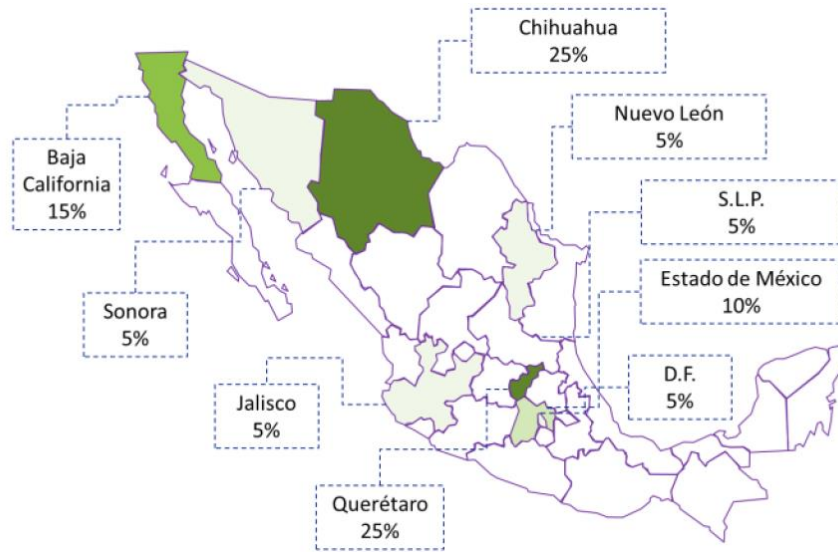 Chihuahua
25%
Nuevo León
5%
Baja
California
15%
S.L.P.
5%
Estado de México
10%
Sonora
5%
D.F.
5%
Jalisco
5%
Querétaro
25%